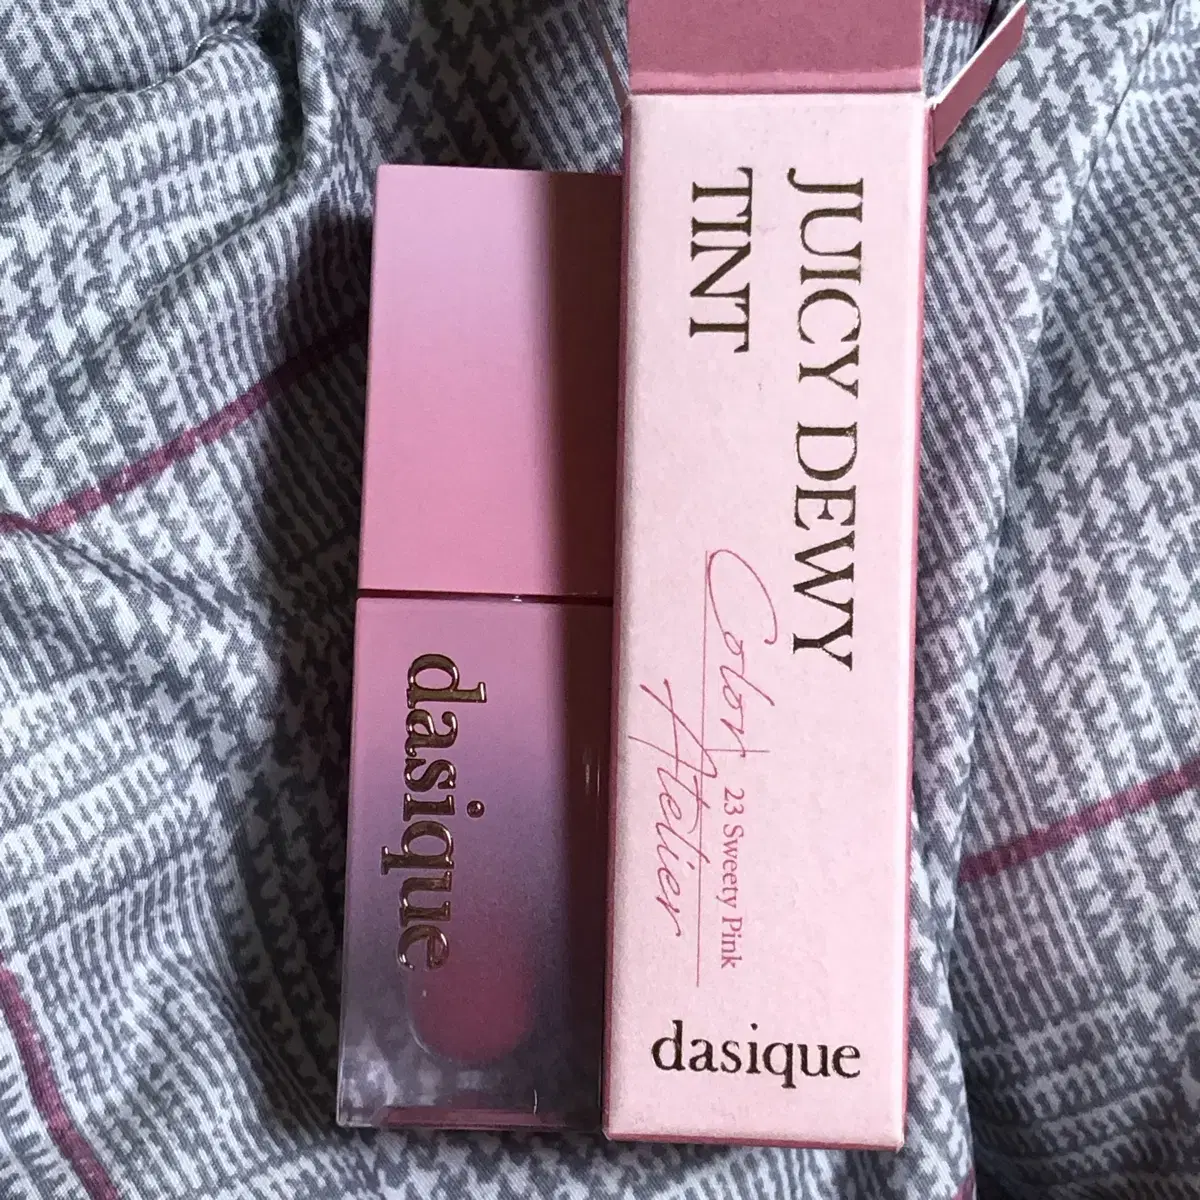 JUICY DEWY
TINT
Color
Atelier
23 Sweety Pink
dasique
dasique